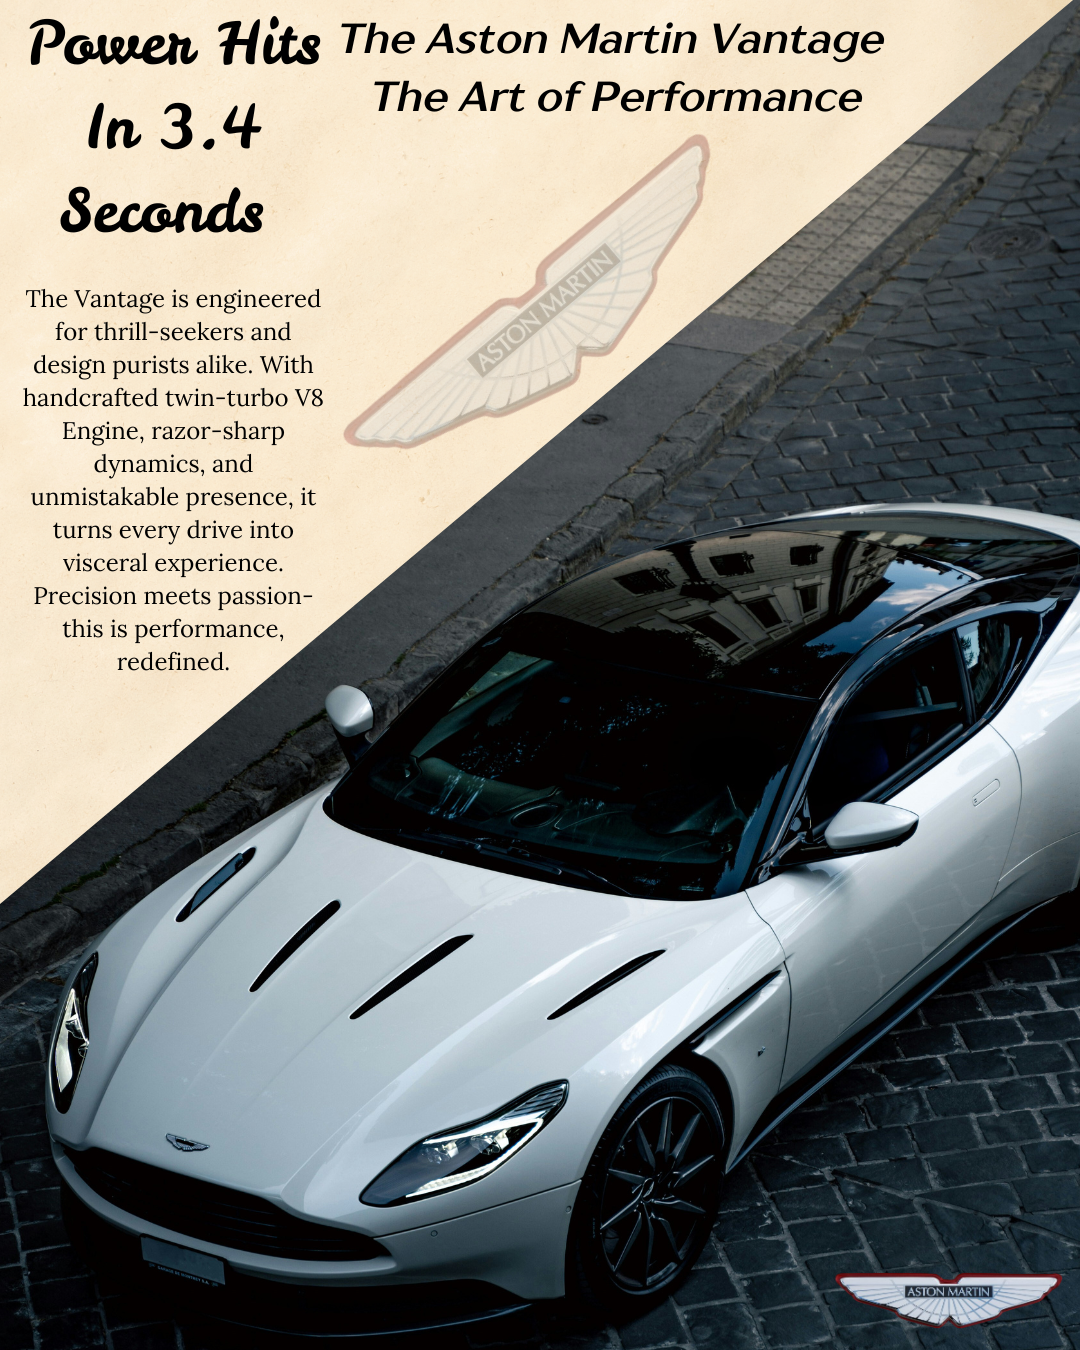 Power Hits
In 3.4
Seconds
The Aston Martin Vantage
The Art of Performance
ASTON MARTIN
The Vantage is engineered
for thrill-seekers and
design purists alike. With
handcrafted twin-turbo V8
Engine, razor-sharp
dynamics, and
unmistakable presence, it
turns every drive into
visceral experience.
Precision meets passion-
this is performance,
redefined.
ASTON MARTIN